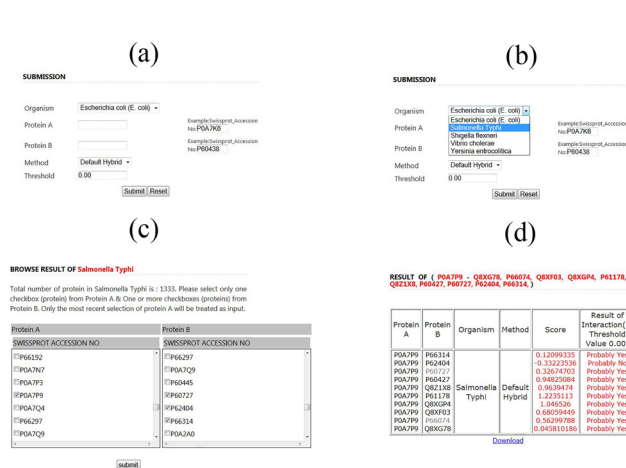 (a)
SUBMISSION
Organism Escherichia coli (E. coli)
Protein A Example:Swissprot_Accession No:P0A7K6
Protein B Example:Swissprot_Accession No:P60438
Method Default Hybrid
Threshold 0.00
Submit Reset
(b)
SUBMISSION
Organism Escherichia coli (E. coli)
Escherichia coli (E. coli)
Salmonella Typhi
Shigella flexneri
Vibrio cholerae
Yersinia entrocolitica
Protein A Example:Swissprot_Accession
No:P0A7K6
Protein B Example:Swissprot_Accession
No:P60438
Method Default Hybrid
Threshold 0.00
Submit Reset
(c)
BROWSE RESULT OF Salmonella Typhi
Total number of protein in Salmonella Typhi is : 1333. Please select only one
checkbox (protein) from Protein A & One or more checkboxes (proteins) from
Protein B. Only the most recent selection of protein A will be treated as input.
Protein A Protein B
SWISSPROT ACCESSION NO SWISSPROT ACCESSION NO
P66192 P66297
P0A7N7 P0A7Q9
P0A7P3 P60445
P0A7P9 P60727
P0A7Q4 P62404
P66297 P66314
P0A7Q9 P0A2A0
submit
(d)
RESULT OF ( P0A7P9 - Q8XG78, P66074, Q8XF03, Q8XGP4, P61178,
Q8Z1X8, P60427, P60727, P62404, P66314, )
Protein A Protein B Organism Method Score Result of Interaction( Threshold Value 0.00
P0A7P9 P66314 0.12099335 Probably Yes
P0A7P9 P62404 -0.33223536 Probably No
P0A7P9 P60727 0.32674703 Probably Yes
P0A7P9 P60427 0.94825084 Probably Yes
P0A7P9 Q8Z1X8 Salmonella Typhi Default Hybrid 0.9639474 Probably Yes
P0A7P9 P61178 1.2235113 Probably Yes
P0A7P9 Q8XGP4 1.046526 Probably Yes
P0A7P9 Q8XF03 0.68059449 Probably Yes
P0A7P9 P66074 0.56299788 Probably Yes
P0A7P9 Q8XG78 0.045810186 Probably Yes
Download